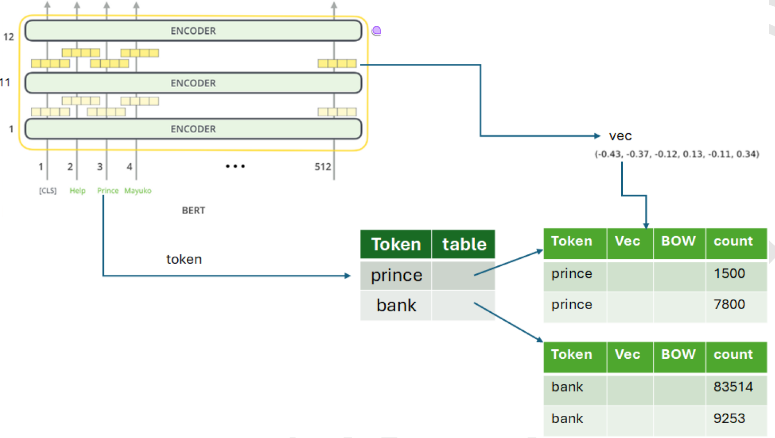 12
ENCODER
11
ENCODER
1
ENCODER
1 2 3 4 ••• 512
[CLS] Help Prince Mayuko
BERT
token
vec
(-0.43, -0.37, -0.12, 0.13, -0.11, 0.34)
Token table
prince
bank
Token Vec BOW count
prince 1500
prince 7800
Token Vec BOW count
bank 83514
bank 9253